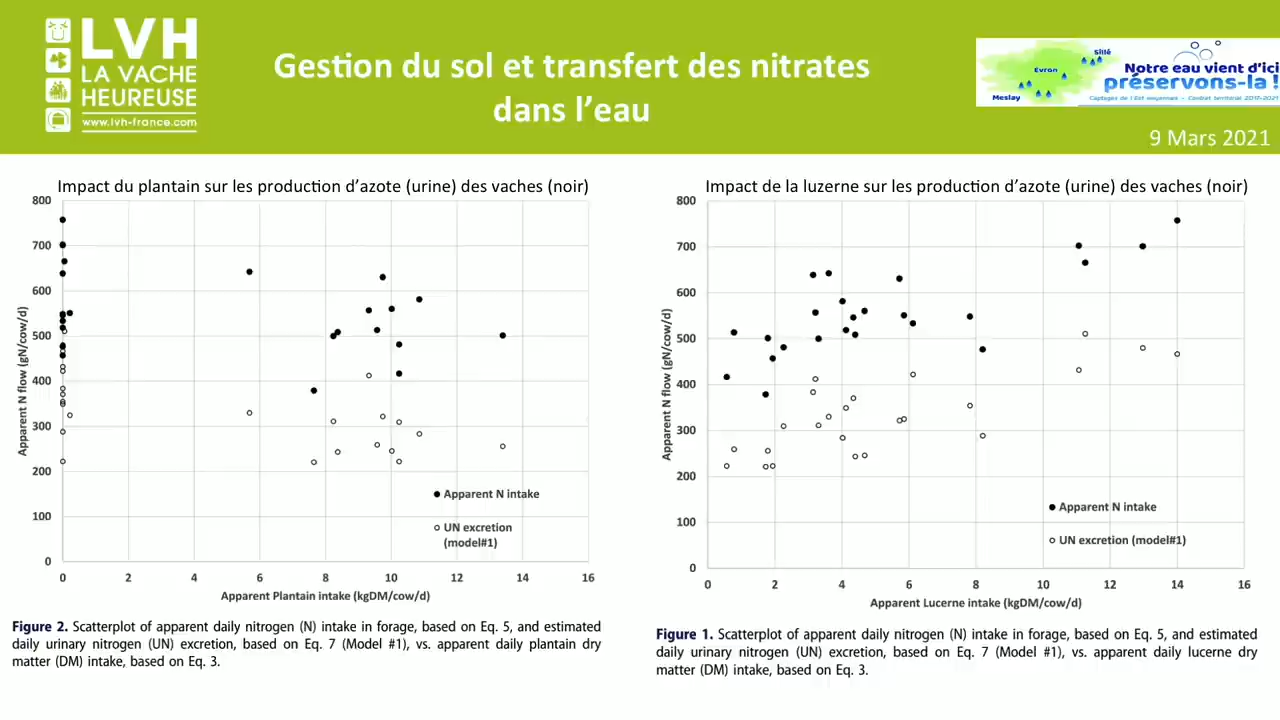 LVH
LA VACHE
HEUREUSE
www.lvh-france.com
Gestion du sol et transfert des nitrates
dans l'eau
Sillé
Evron
Meslay
Notre eau vient d'ici
préservons-la !
9 Mars 2021
Impact du plantain sur les production d'azote (urine) des vaches (noir)
800
700
600
500
400
300
200
100
0
Apparent N flow (gN/cow/d)
Apparent N intake
UN excretion
(model#1)
0 2 4 6 8 10 12 14 16
Apparent Plantain intake (kgDM/cow/d)
Figure 2. Scatterplot of apparent daily nitrogen (N) intake in forage, based on Eq. 5, and estimated
daily urinary nitrogen (UN) excretion, based on Eq. 7 (Model #1), vs. apparent daily plantain dry
matter (DM) intake, based on Eq. 3.
Impact de la luzerne sur les production d'azote (urine) des vaches (noir)
800
700
600
500
400
300
200
100
0
Apparent N flow (gN/cow/d)
Apparent N intake
UN excretion (model#1)
0 2 4 6 8 10 12 14 16
Apparent Lucerne intake (kgDM/cow/d)
Figure 1. Scatterplot of apparent daily nitrogen (N) intake in forage, based on Eq. 5, and estimated
daily urinary nitrogen (UN) excretion, based on Eq. 7 (Model #1), vs. apparent daily lucerne dry
matter (DM) intake, based on Eq. 3.